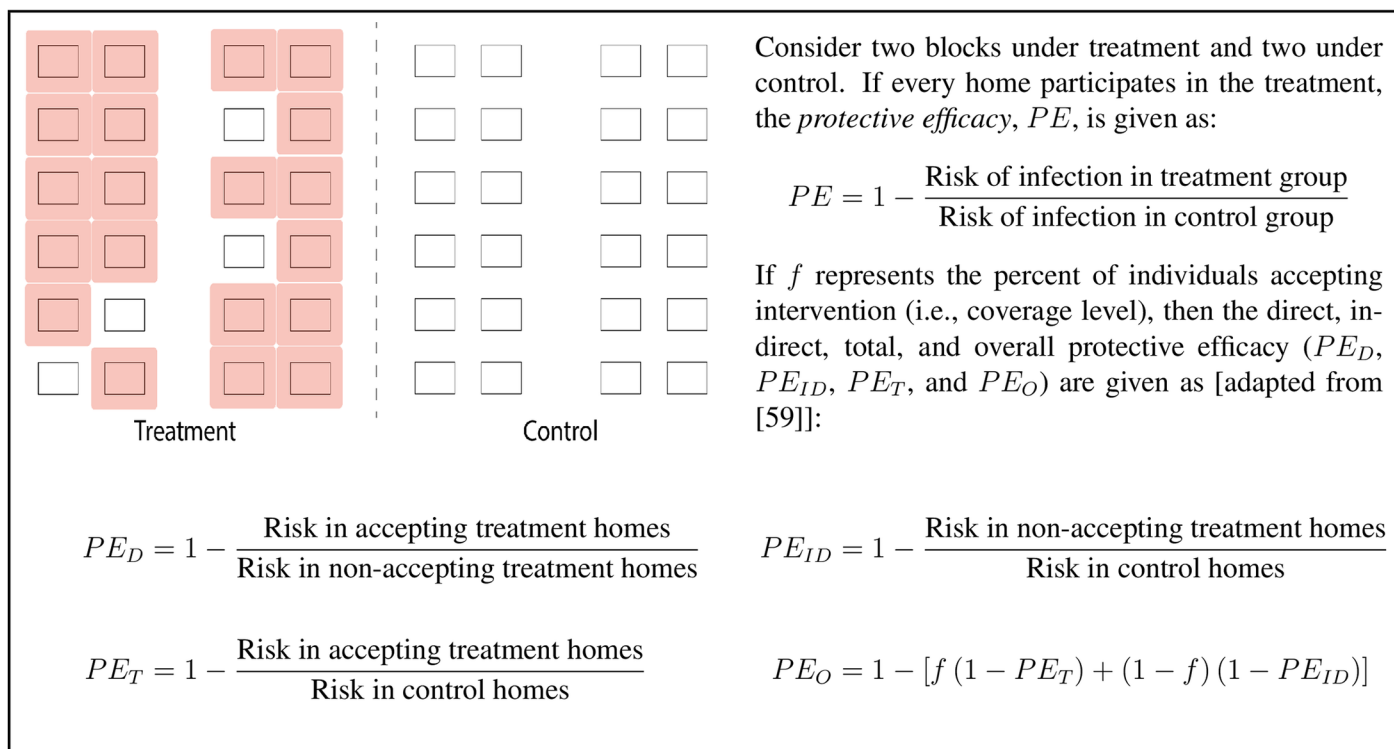 Treatment
Control
Consider two blocks under treatment and two under
control. If every home participates in the treatment,
the protective efficacy, PE, is given as:
PE = 1 − Risk of infection in treatment group / Risk of infection in control group
If f represents the percent of individuals accepting
intervention (i.e., coverage level), then the direct, in-
direct, total, and overall protective efficacy (PE_D,
PE_ID, PE_T, and PE_O) are given as [adapted from
[59]]:
PE_D = 1 − Risk in accepting treatment homes / Risk in non-accepting treatment homes
PE_ID = 1 − Risk in non-accepting treatment homes / Risk in control homes
PE_T = 1 − Risk in accepting treatment homes / Risk in control homes
PE_O = 1 − [f (1 − PE_T) + (1 − f) (1 − PE_ID)]